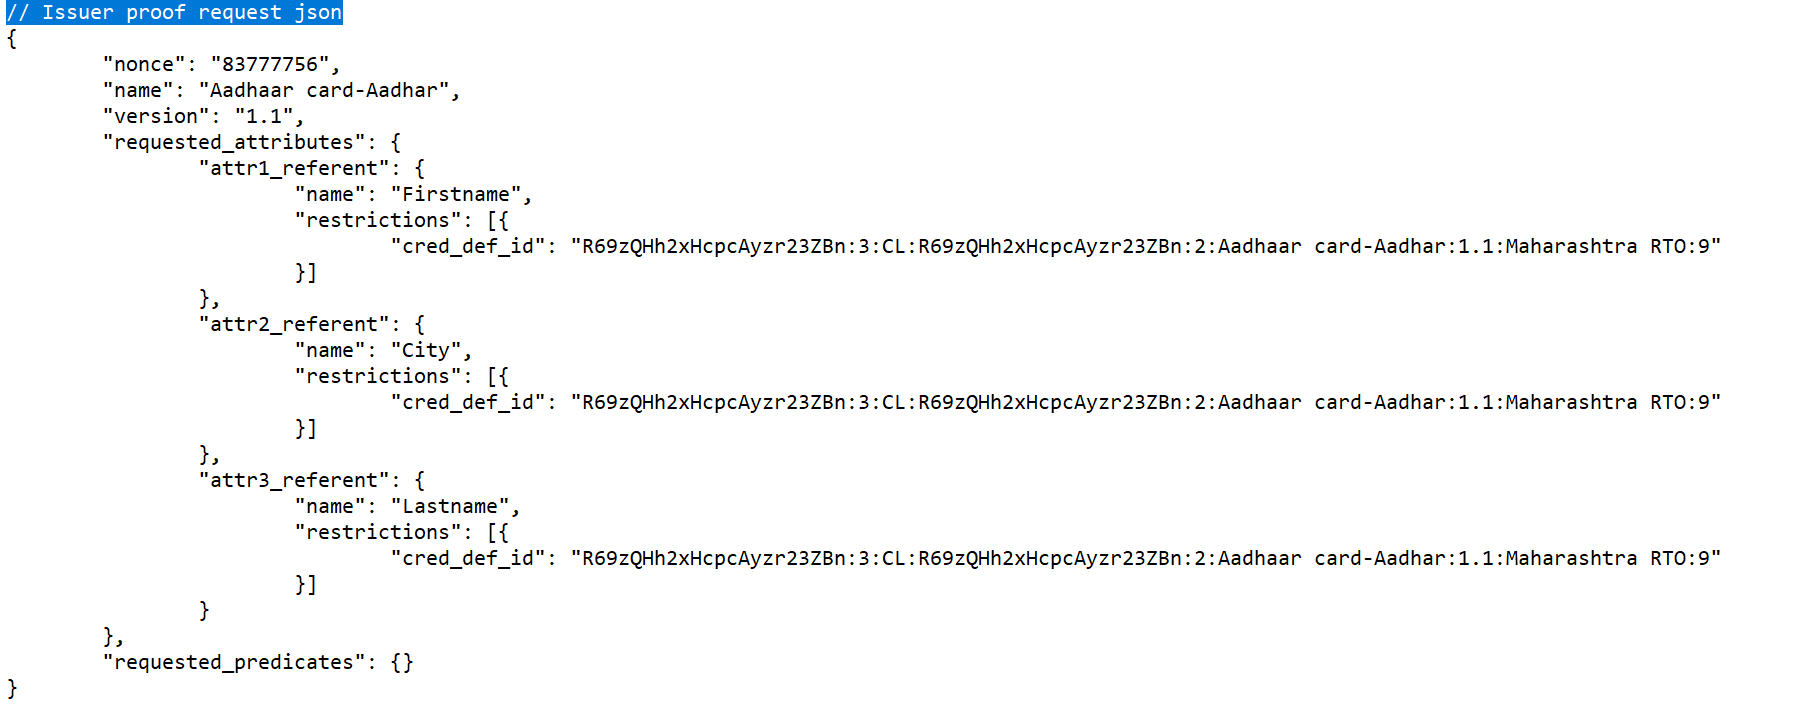 // Issuer proof request json
{
"nonce": "83777756",
"name": "Aadhaar card-Aadhar",
"version": "1.1",
"requested_attributes": {
"attr1_referent": {
"name": "Firstname",
"restrictions": [{
"cred_def_id": "R69zQHh2xHcpcAyzr23ZBn:3:CL:R69zQHh2xHcpcAyzr23ZBn:2:Aadhaar card-Aadhar:1.1:Maharashtra RTO:9"
}]
},
"attr2_referent": {
"name": "City",
"restrictions": [{
"cred_def_id": "R69zQHh2xHcpcAyzr23ZBn:3:CL:R69zQHh2xHcpcAyzr23ZBn:2:Aadhaar card-Aadhar:1.1:Maharashtra RTO:9"
}]
},
"attr3_referent": {
"name": "Lastname",
"restrictions": [{
"cred_def_id": "R69zQHh2xHcpcAyzr23ZBn:3:CL:R69zQHh2xHcpcAyzr23ZBn:2:Aadhaar card-Aadhar:1.1:Maharashtra RTO:9"
}]
}
},
"requested_predicates": {}
}